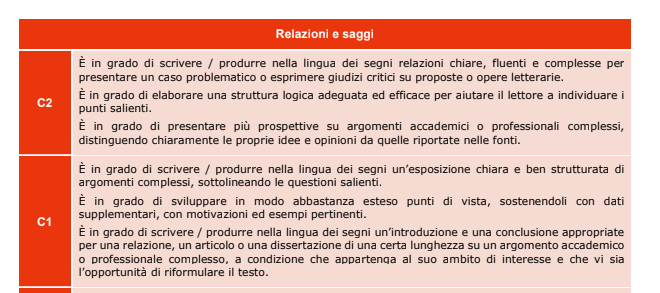 Relazioni e saggi
C2
È in grado di scrivere / produrre nella lingua dei segni relazioni chiare, fluenti e complesse per
presentare un caso problematico o esprimere giudizi critici su proposte o opere letterarie.
È in grado di elaborare una struttura logica adeguata ed efficace per aiutare il lettore a individuare i
punti salienti.
È in grado di presentare più prospettive su argomenti accademici o professionali complessi,
distinguendo chiaramente le proprie idee e opinioni da quelle riportate nelle fonti.
C1
È in grado di scrivere / produrre nella lingua dei segni un’esposizione chiara e ben strutturata di
argomenti complessi, sottolineando le questioni salienti.
È in grado di sviluppare in modo abbastanza esteso punti di vista, sostenendoli con dati
supplementari, con motivazioni ed esempi pertinenti.
È in grado di scrivere / produrre nella lingua dei segni un’introduzione e una conclusione appropriate
per una relazione, un articolo o una dissertazione di una certa lunghezza su un argomento accademico
o professionale complesso, a condizione che appartenga al suo ambito di interesse e che vi sia
l’opportunità di riformulare il testo.